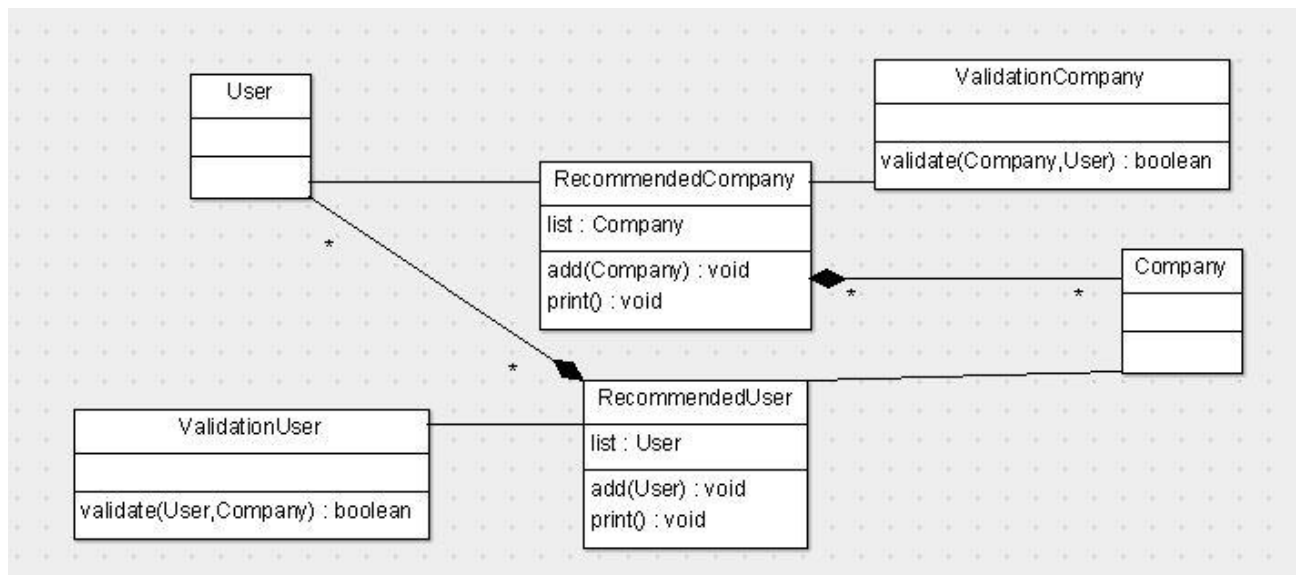 User
ValidationCompany
validate(Company,User) : boolean
RecommendedCompany
list : Company
add(Company) : void
print() : void
*
*
*
Company
*
RecommendedUser
list : User
add(User) : void
print() : void
ValidationUser
validate(User,Company) : boolean